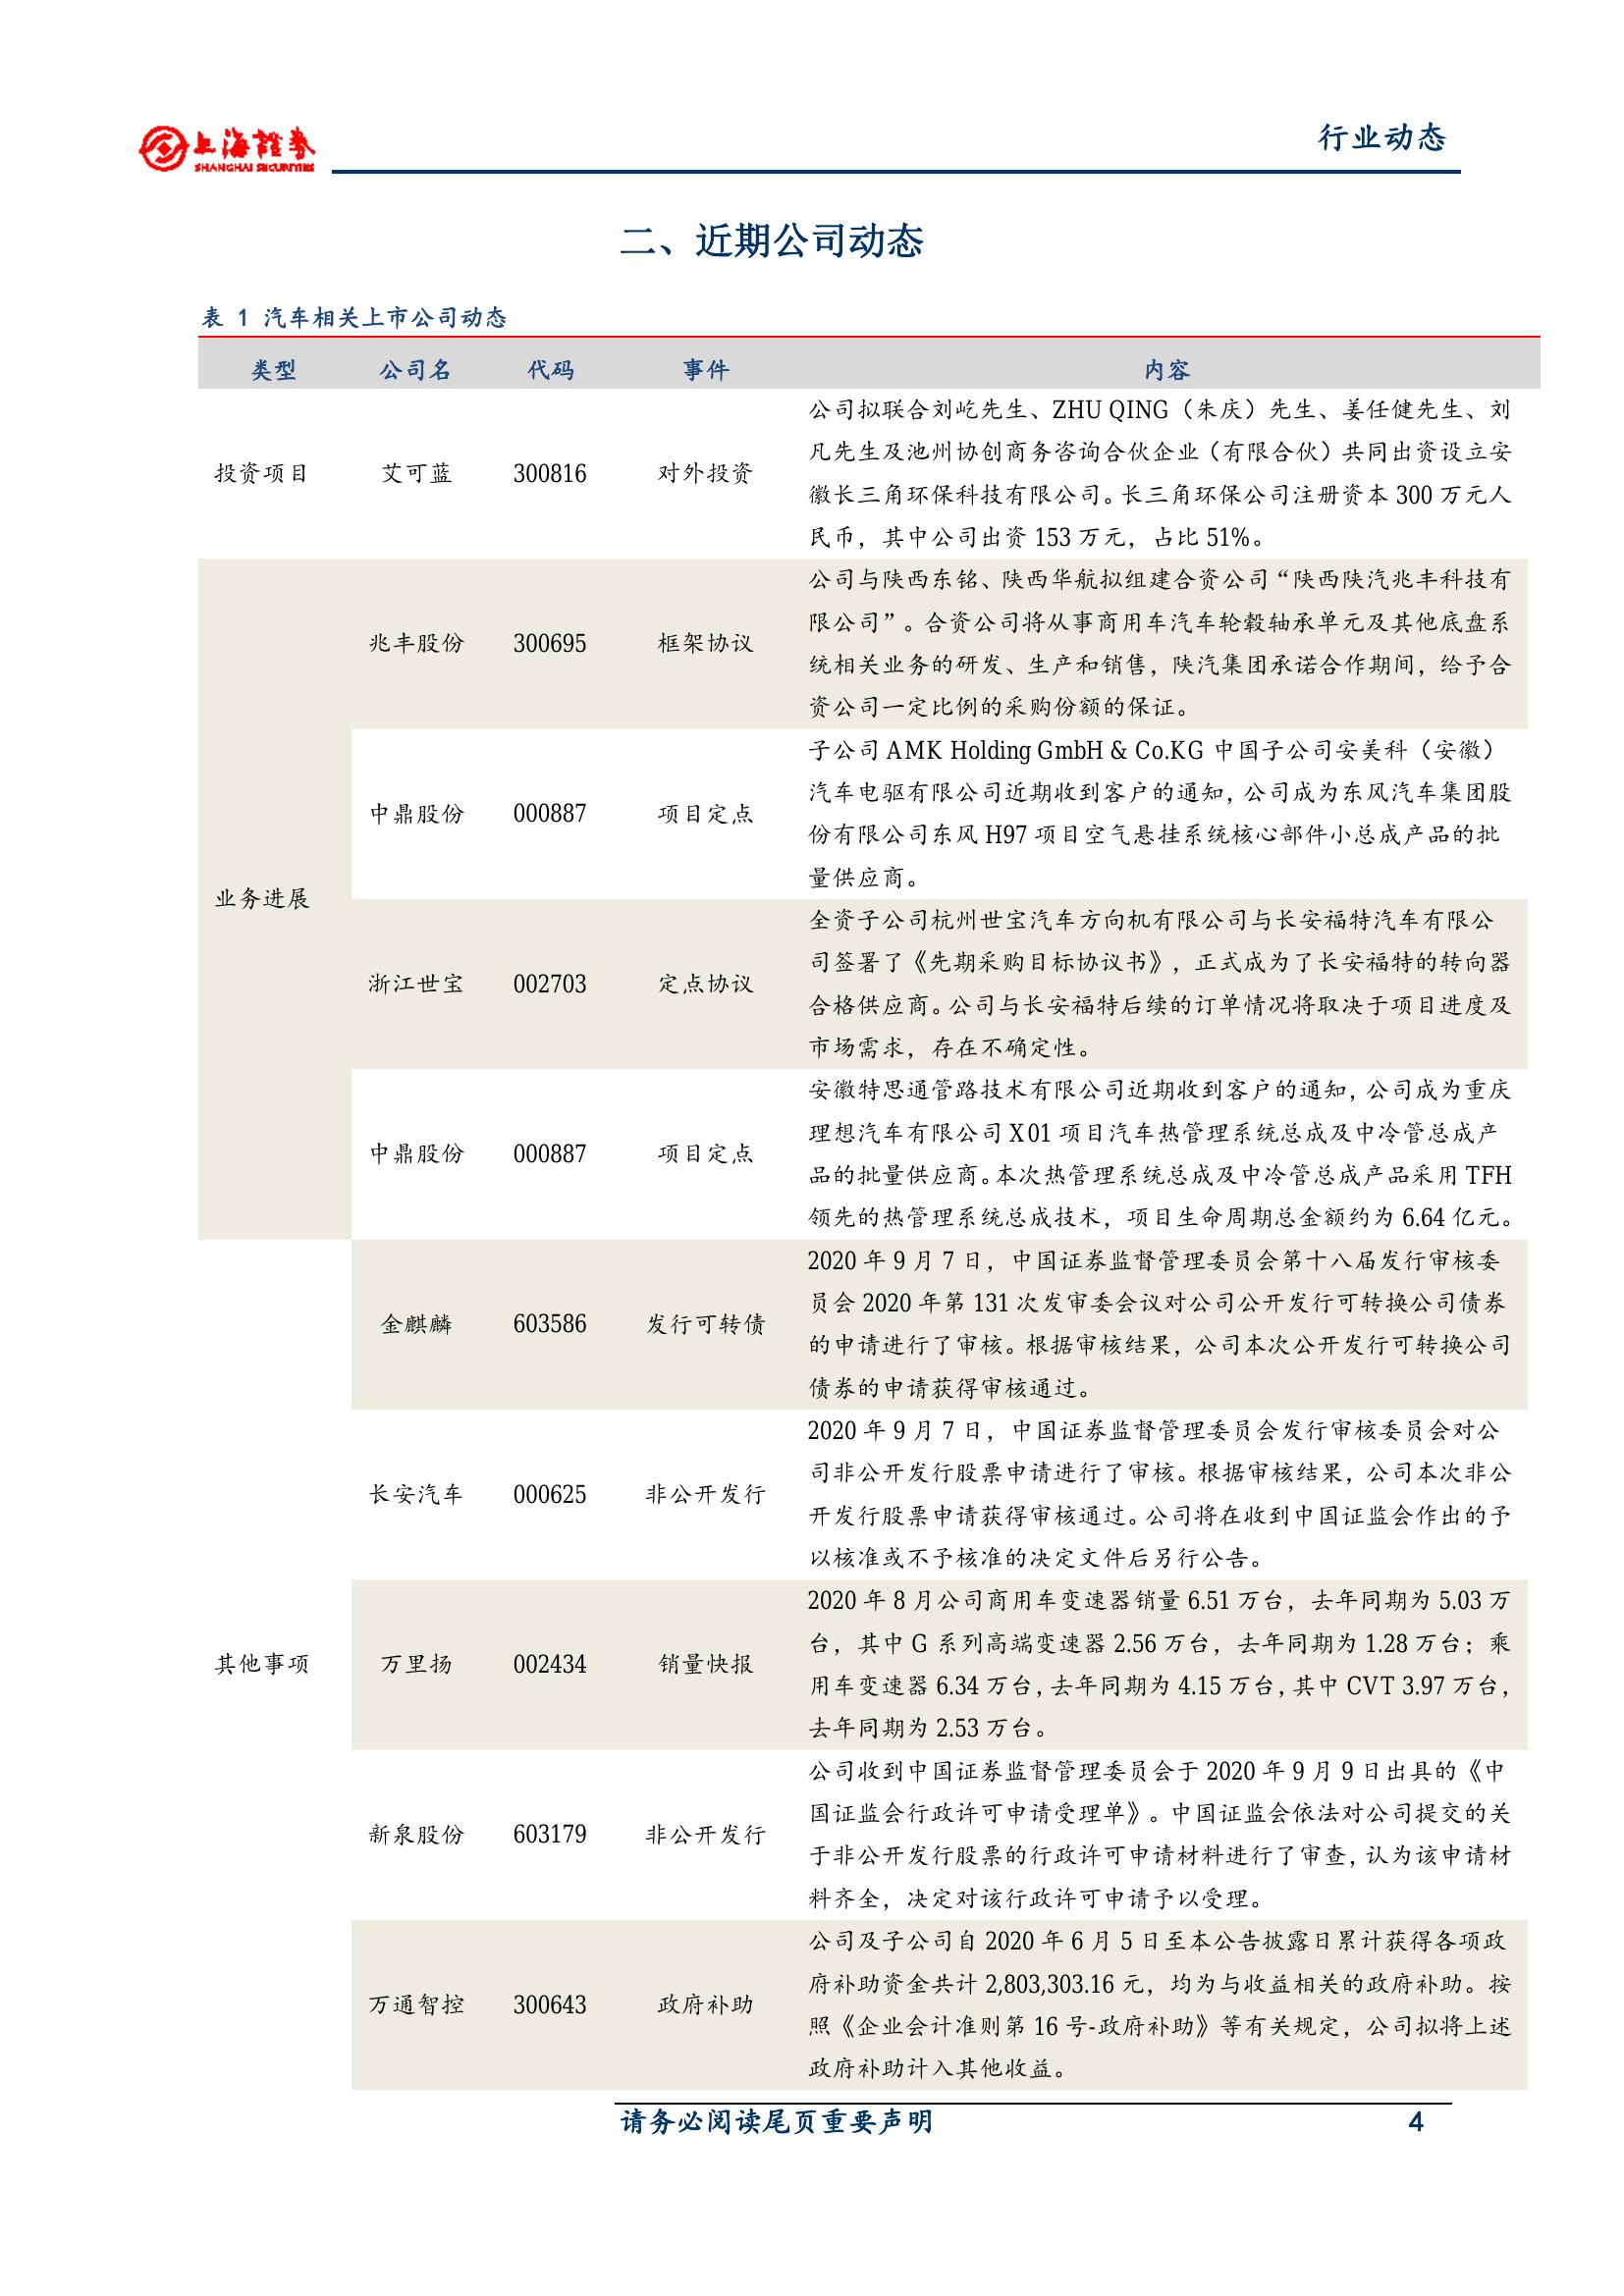 上海證券
SHANGHAI SECURITIES
行业动态
二、近期公司动态
表 1 汽车相关上市公司动态
类型 公司名 代码 事件 内容
投资项目 艾可蓝 300816 对外投资
公司拟联合刘屹先生、ZHU QING（朱庆）先生、姜任健先生、刘
凡先生及池州协创商务咨询合伙企业（有限合伙）共同出资设立安
徽长三角环保科技有限公司。长三角环保公司注册资本 300 万元人
民币，其中公司出资 153 万元，占比 51%。
业务进展
兆丰股份 300695 框架协议
公司与陕西东铭、陕西华航拟组建合资公司“陕西陕汽兆丰科技有
限公司”。合资公司将从事商用车汽车轮毂轴承单元及其他底盘系
统相关业务的研发、生产和销售，陕汽集团承诺合作期间，给予合
资公司一定比例的采购份额的保证。
中鼎股份 000887 项目定点
子公司 AMK Holding GmbH & Co.KG 中国子公司安美科（安徽）
汽车电驱有限公司近期收到客户的通知，公司成为东风汽车集团股
份有限公司东风 H97 项目空气悬挂系统核心部件小总成产品的批
量供应商。
浙江世宝 002703 定点协议
全资子公司杭州世宝汽车方向机有限公司与长安福特汽车有限公
司签署了《先期采购目标协议书》，正式成为了长安福特的转向器
合格供应商。公司与长安福特后续的订单情况将取决于项目进度及
市场需求，存在不确定性。
中鼎股份 000887 项目定点
安徽特思通管路技术有限公司近期收到客户的通知，公司成为重庆
理想汽车有限公司 X01 项目汽车热管理系统总成及中冷管总成产
品的批量供应商。本次热管理系统总成及中冷管总成产品采用 TFH
领先的热管理系统总成技术，项目生命周期总金额约为 6.64 亿元。
其他事项
金麒麟 603586 发行可转债
2020 年 9 月 7 日，中国证券监督管理委员会第十八届发行审核委
员会 2020 年第 131 次发审委会议对公司公开发行可转换公司债券
的申请进行了审核。根据审核结果，公司本次公开发行可转换公司
债券的申请获得审核通过。
长安汽车 000625 非公开发行
2020 年 9 月 7 日，中国证券监督管理委员会发行审核委员会对公
司非公开发行股票申请进行了审核。根据审核结果，公司本次非公
开发行股票申请获得审核通过。公司将在收到中国证监会作出的予
以核准或不予核准的决定文件后另行公告。
万里扬 002434 销量快报
2020 年 8 月公司商用车变速器销量 6.51 万台，去年同期为 5.03 万
台，其中 G 系列高端变速器 2.56 万台，去年同期为 1.28 万台；乘
用车变速器 6.34 万台，去年同期为 4.15 万台，其中 CVT 3.97 万台，
去年同期为 2.53 万台。
新泉股份 603179 非公开发行
公司收到中国证券监督管理委员会于 2020 年 9 月 9 日出具的《中
国证监会行政许可申请受理单》。中国证监会依法对公司提交的关
于非公开发行股票的行政许可申请材料进行了审查，认为该申请材
料齐全，决定对该行政许可申请予以受理。
万通智控 300643 政府补助
公司及子公司自 2020 年 6 月 5 日至本公告披露日累计获得各项政
府补助资金共计 2,803,303.16 元，均为与收益相关的政府补助。按
照《企业会计准则第 16 号-政府补助》等有关规定，公司拟将上述
政府补助计入其他收益。
请务必阅读尾页重要声明 4